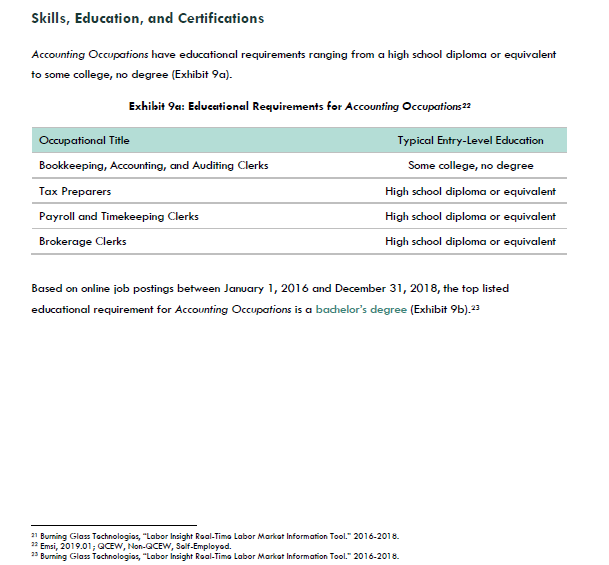 Skills, Education, and Certifications
Accounting Occupations have educational requirements ranging from a high school diploma or equivalent
to some college, no degree (Exhibit 9a).
Exhibit 9a: Educational Requirements for Accounting Occupations²²
Occupational Title Typical Entry-Level Education
Bookkeeping, Accounting, and Auditing Clerks Some college, no degree
Tax Preparers High school diploma or equivalent
Payroll and Timekeeping Clerks High school diploma or equivalent
Brokerage Clerks High school diploma or equivalent
Based on online job postings between January 1, 2016 and December 31, 2018, the top listed
educational requirement for Accounting Occupations is a bachelor's degree (Exhibit 9b).²³
²¹ Burning Glass Technologies, "Labor Insight Real-Time Labor Market Information Tool." 2016-2018.
²² Emsi, 2019.01; QCEW, Non-QCEW, Self-Employed.
²³ Burning Glass Technologies, "Labor Insight Real-Time Labor Market Information Tool." 2016-2018.